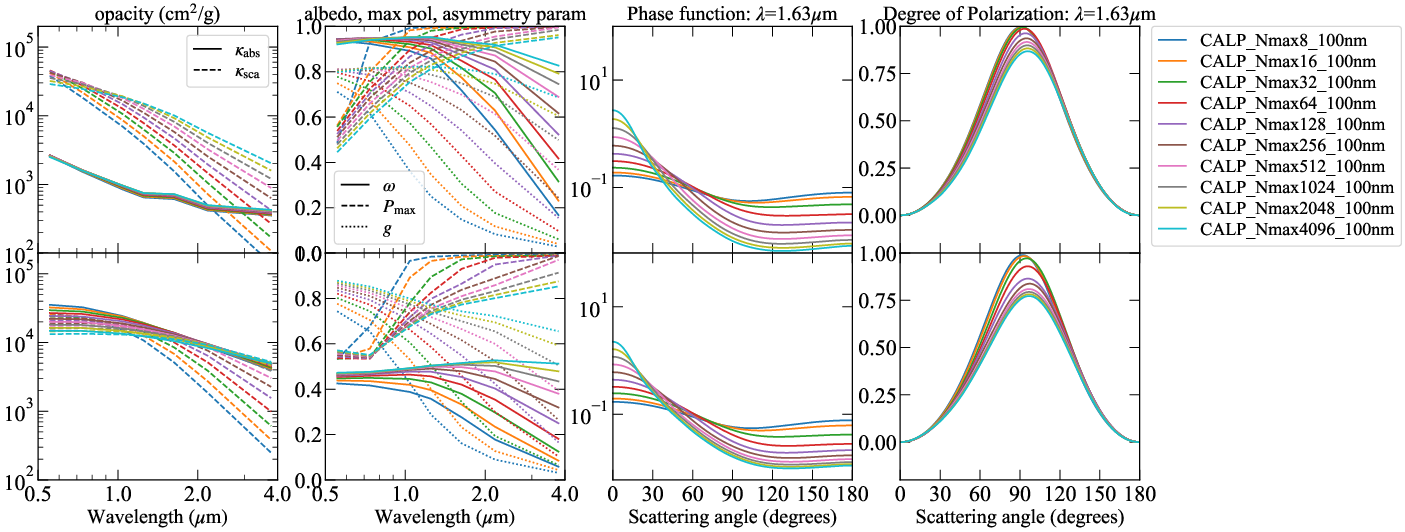 opacity (cm²/g)
albedo, max pol, asymmetry param
Phase function: λ=1.63μm
Degree of Polarization: λ=1.63μm
10⁵
10⁴
10³
10²
κabs
κsca
1.0
0.8
0.6
0.4
0.2
0.0
ω
Pmax
g
10¹
10⁻¹
1.00
0.75
0.50
0.25
0.00
CALP_Nmax8_100nm
CALP_Nmax16_100nm
CALP_Nmax32_100nm
CALP_Nmax64_100nm
CALP_Nmax128_100nm
CALP_Nmax256_100nm
CALP_Nmax512_100nm
CALP_Nmax1024_100nm
CALP_Nmax2048_100nm
CALP_Nmax4096_100nm
10⁵
10⁴
10³
10²
1.0
0.8
0.6
0.4
0.2
0.0
10¹
10⁻¹
1.00
0.75
0.50
0.25
0.00
0.5 1.0 2.0 4.0
0.5 1.0 2.0 4.0
0 30 60 90 120 150 180
0 30 60 90 120 150 180
Wavelength (μm)
Wavelength (μm)
Scattering angle (degrees)
Scattering angle (degrees)